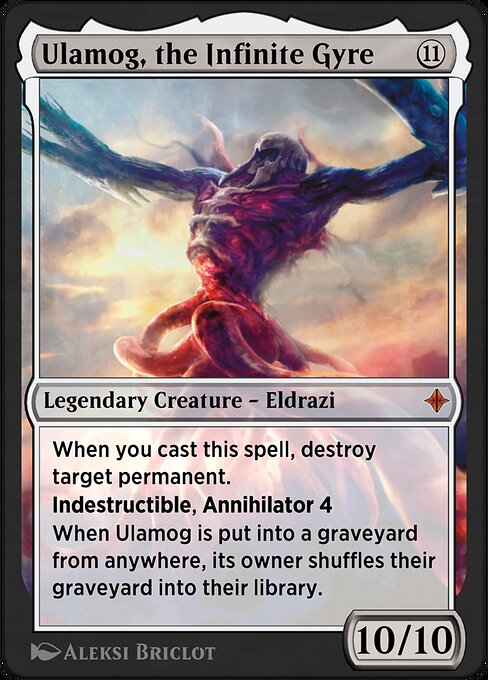 Ulamog, the Infinite Gyre 11
Legendary Creature – Eldrazi
When you cast this spell, destroy
target permanent.
Indestructible, Annihilator 4
When Ulamog is put into a graveyard
from anywhere, its owner shuffles their
graveyard into their library.
10/10
Aleksi Briclot